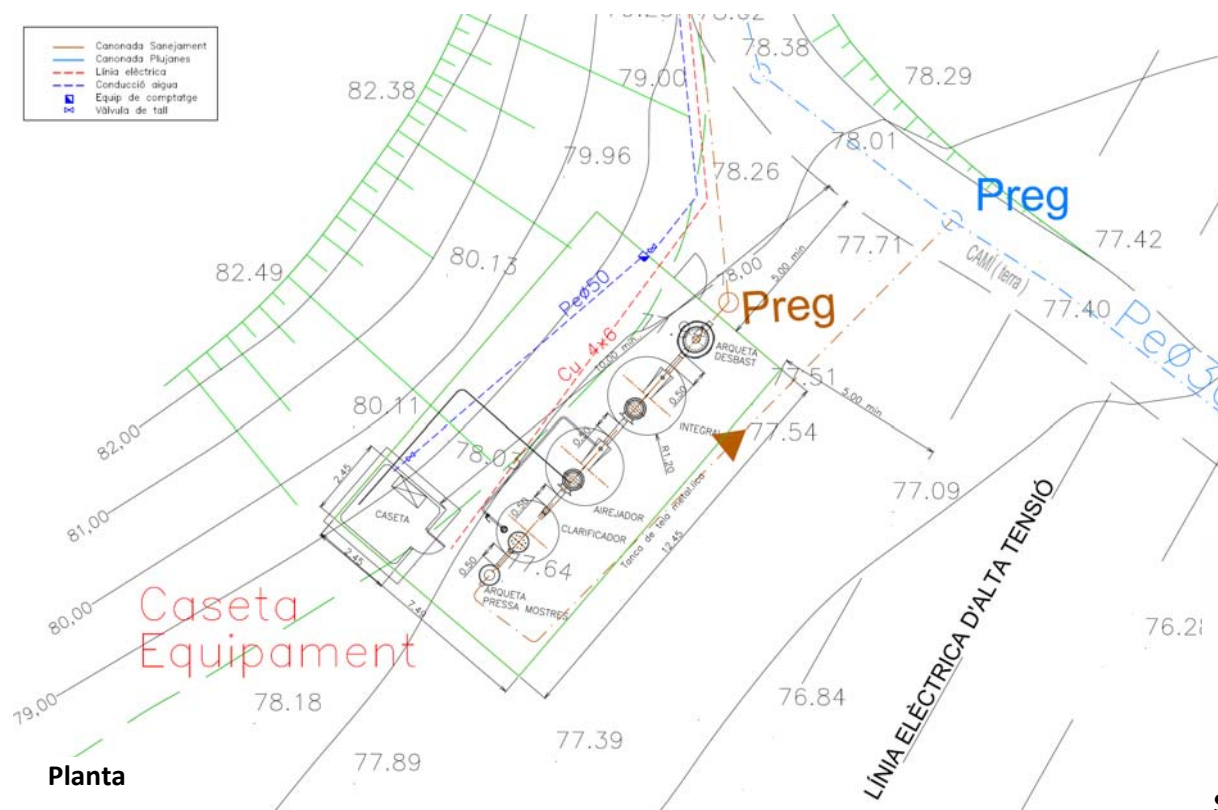 Canonada Sanejament
Canonada Plujanes
Línia elèctrica
Conducció aigua
Equip de comptatge
Vàlvula de tall
78.38
79.00
78.29
82.38
78.01
79.96
78.26
Preg
77.71
77.42
80.13
CAMÍ (terra)
82.49
78,00
5.00 min
77.40
Peø50
Preg
Peø3
Cu 4x6
10.00 min
ARQUETA
DESBAST
77.51
5.00 min
0.50
80.11
INTEGRAL
77.54
82,00
0.40
R1.20
78.07
2.45
77.09
CASETA
AIREJADOR
0.50
81,00
CLARIFICADOR
Tanca de tela metal.lica
12.45
2.45
0.50
77.64
ARQUETA
PRESSA MOSTRES
Caseta
Equipament
7.49
80,00
76.28
LÍNIA ELÈCTRICA D'ALTA TENSIÓ
79,00
78.18
76.84
77.39
77.89
Planta